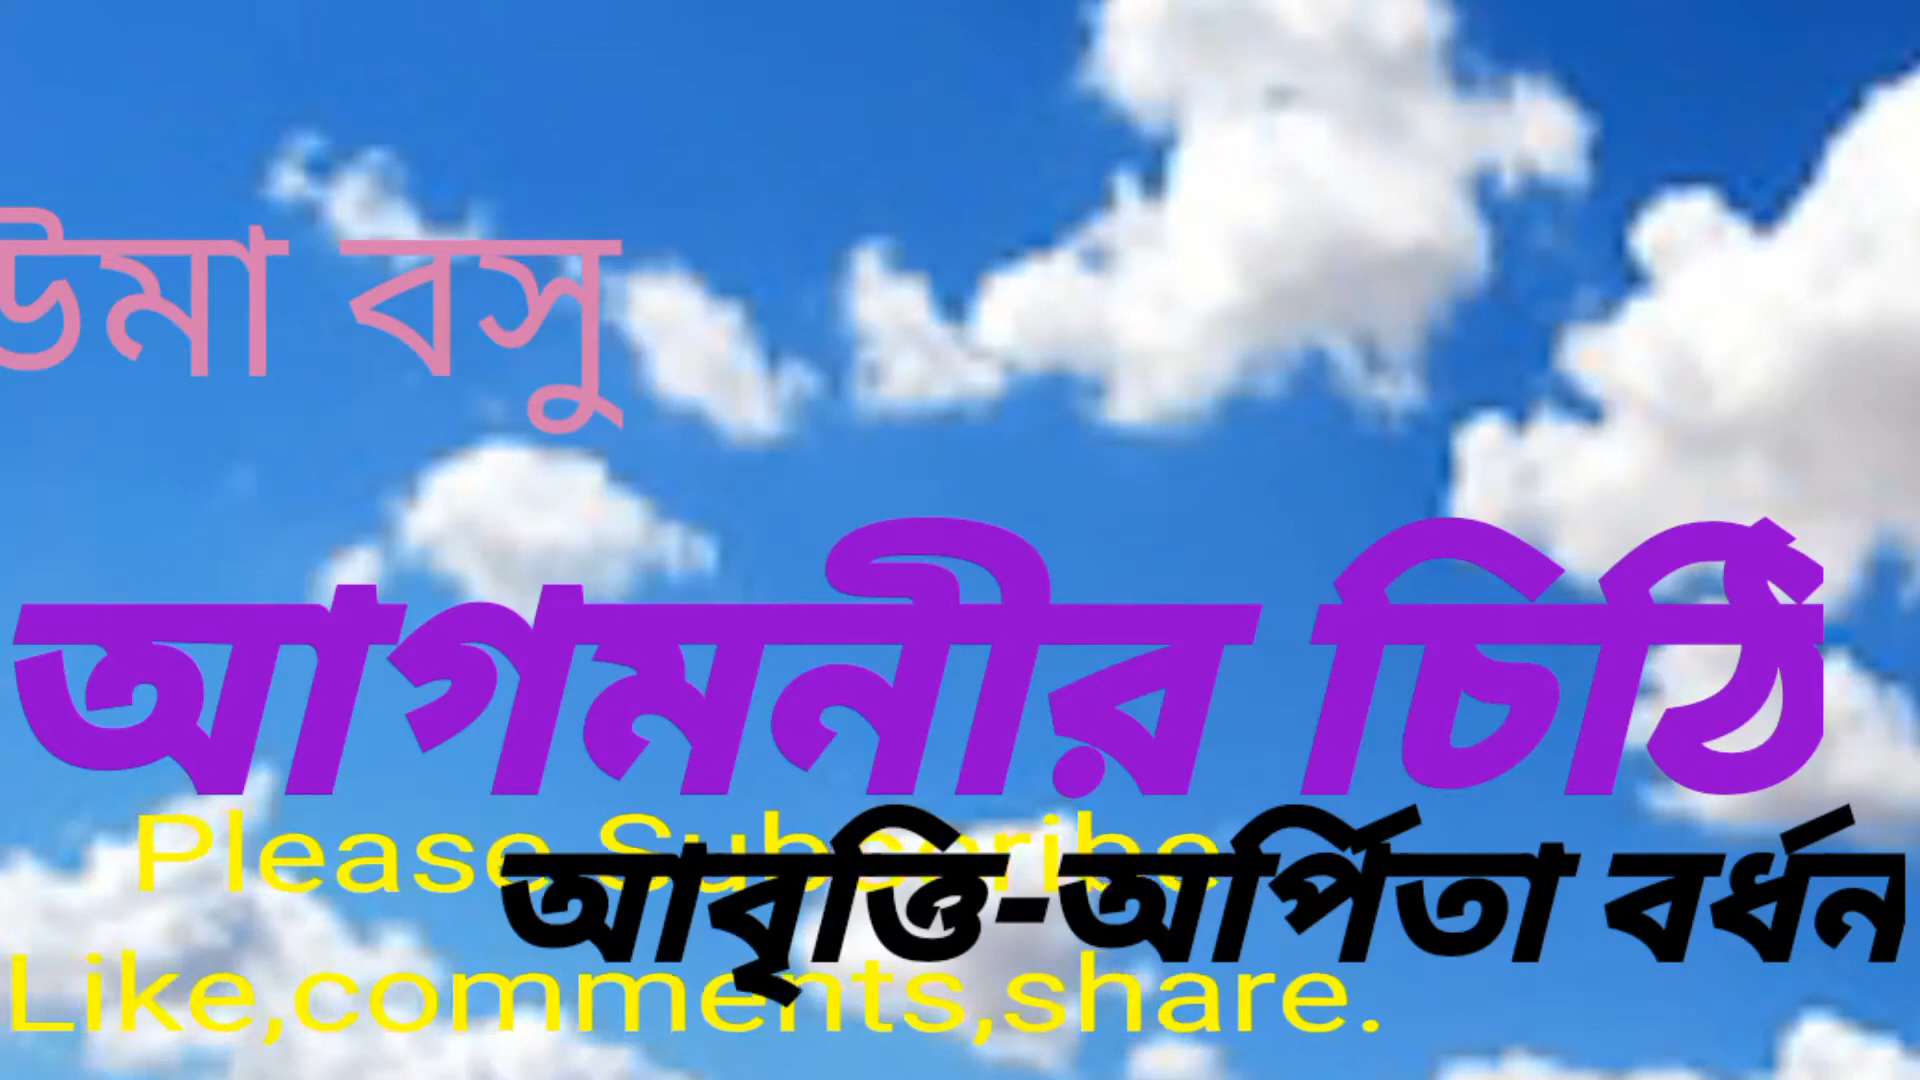 উমা বসু
আগমনীর চিঠি
Please Subscribe
আবৃত্তি-অর্পিতা বর্ধন
Like,comments,share.